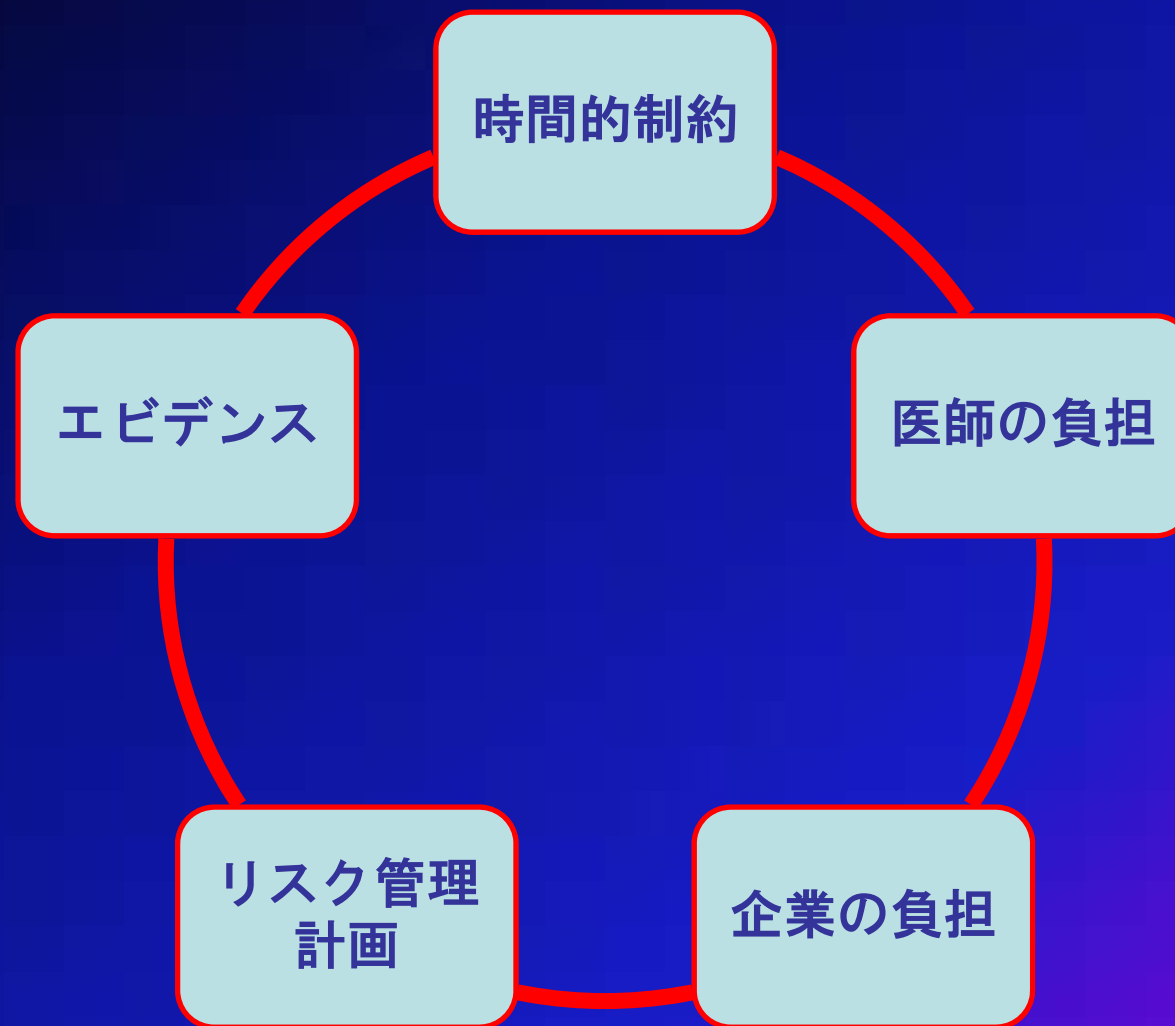 時間的制約
エビデンス
医師の負担
リスク管理
計画
企業の負担